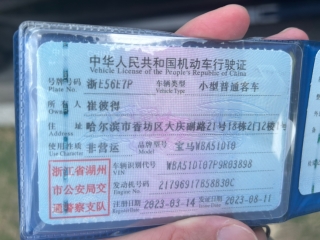 中华人民共和国机动车行驶证
Vehicle License of the People's Republic of China
号牌号码 浙E56E7P 车辆类型 小型普通客车
Plate No. Vehicle Type
所有人 崔彼得
Owner
住址 哈尔滨市香坊区大庆副路21号18栋2门2楼1号
使用性质 非营运 品牌型号 宝马WBA51DT0
Use Character
浙江省湖州
市公安局交
通警察支队
车辆识别代号 WBA51DT07P9R03898
VIN
发动机号码 21796917858830C
Engine No.
注册日期 2023-03-14 发证日期 2023-06-11
Register Date Issue Date